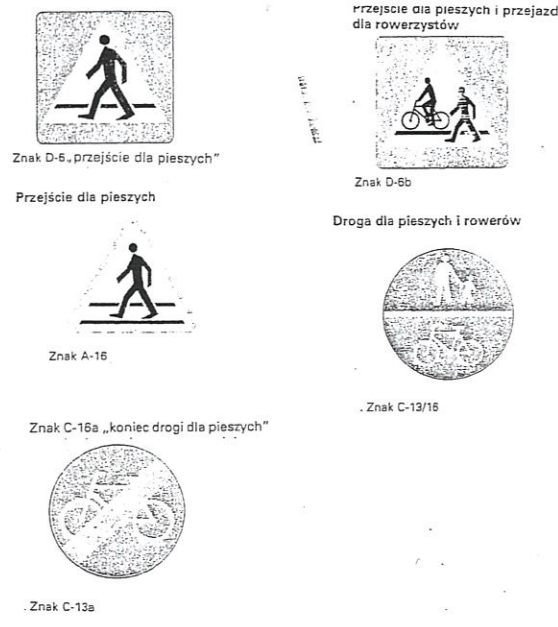 Znak D-6 „przejście dla pieszych”
Przejście dla pieszych
Znak A-16
Znak C-16a „koniec drogi dla pieszych”
. Znak C-13a
Przejście dla pieszych i przejazd
dla rowerzystów
Znak D-6b
Droga dla pieszych i rowerów
. Znak C-13/16